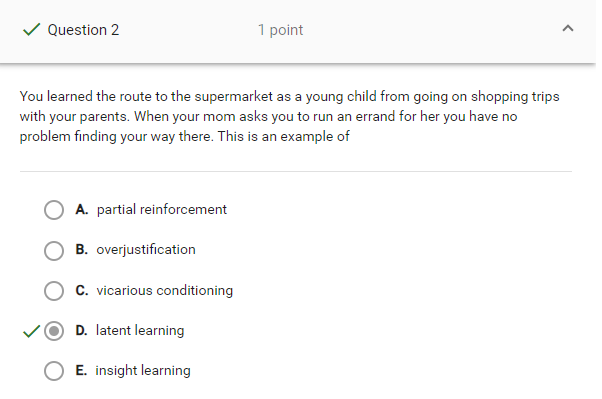 Question 2 1 point
You learned the route to the supermarket as a young child from going on shopping trips
with your parents. When your mom asks you to run an errand for her you have no
problem finding your way there. This is an example of
A. partial reinforcement
B. overjustification
C. vicarious conditioning
D. latent learning
E. insight learning